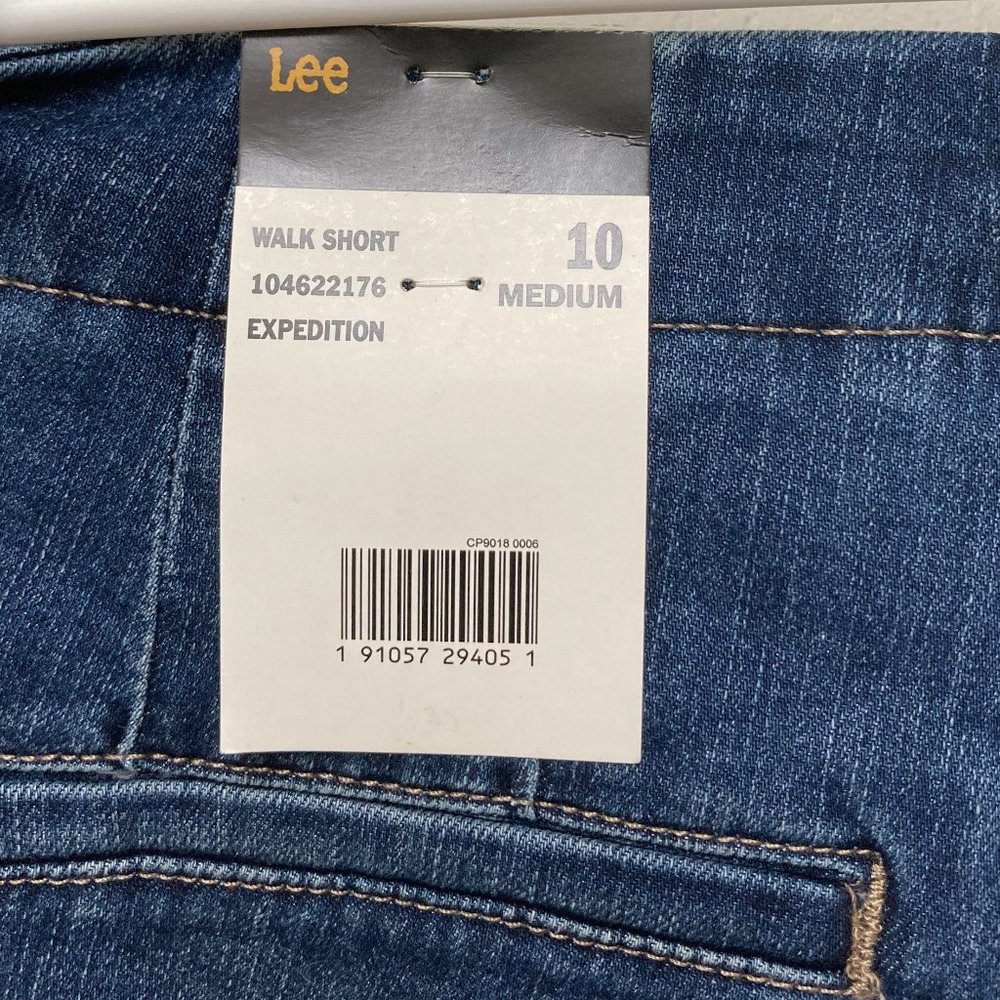 Lee
WALK SHORT
10
104622176
MEDIUM
EXPEDITION
CP9018 0006
1 91057 29405 1